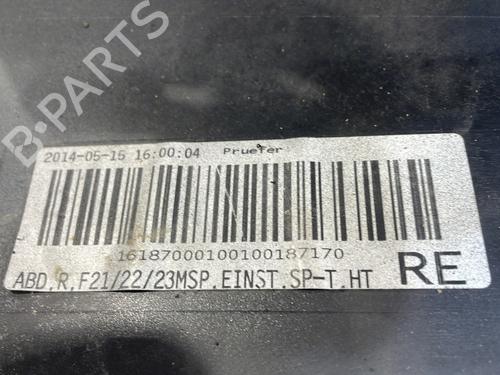 2014-05-15 16:00:04 Pruefer
16187000100100187170
ABD.R.F21/22/23MSP.EINST.SP-T.HT RE
B-PARTS